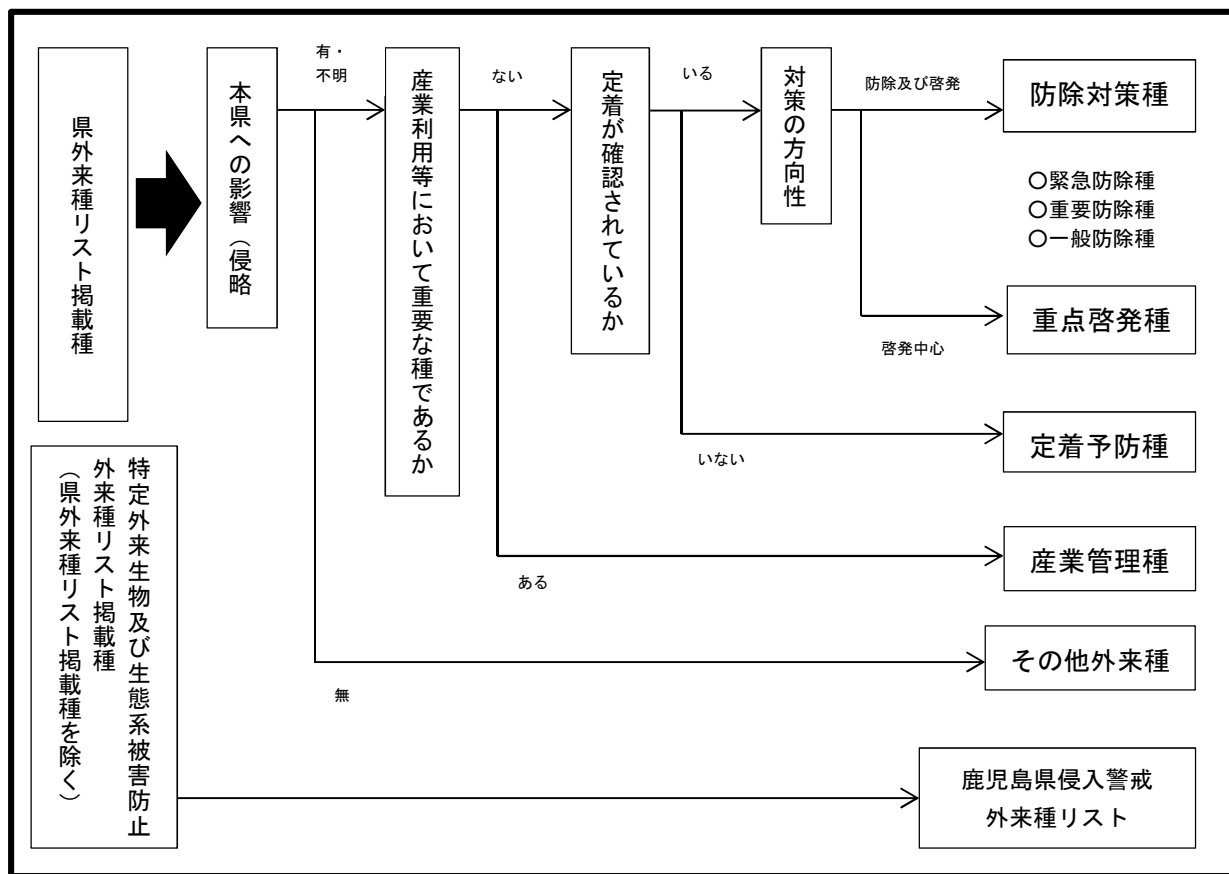 県外来種リスト掲載種
本県への影響（侵略
有・
不明
産業利用等において重要な種であるか
ない
定着が確認されているか
いる
対策の方向性
防除及び啓発
防除対策種
○緊急防除種
○重要防除種
○一般防除種
啓発中心
重点啓発種
いない
定着予防種
ある
産業管理種
無
その他外来種
特定外来生物及び生態系被害防止
外来種リスト掲載種
（県外来種リスト掲載種を除く）
鹿児島県侵入警戒
外来種リスト